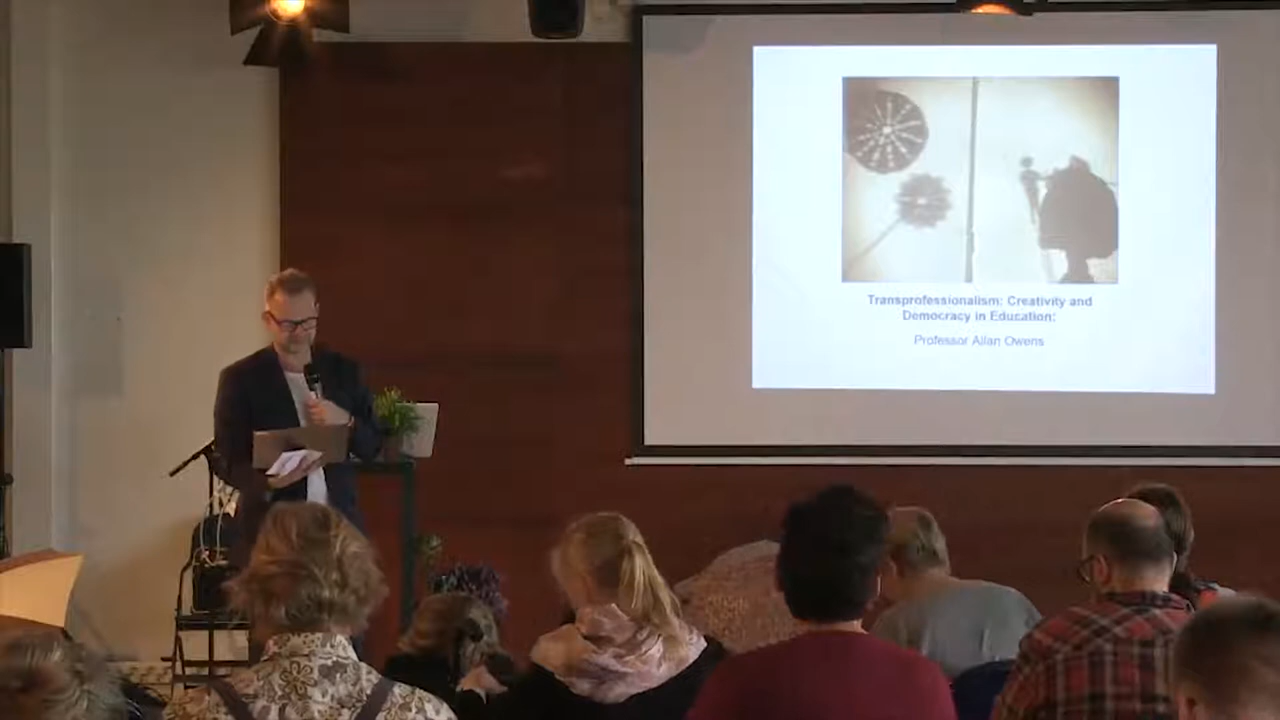 Transprofessionalism: Creativity and
Democracy in Education:
Professor Allan Owens